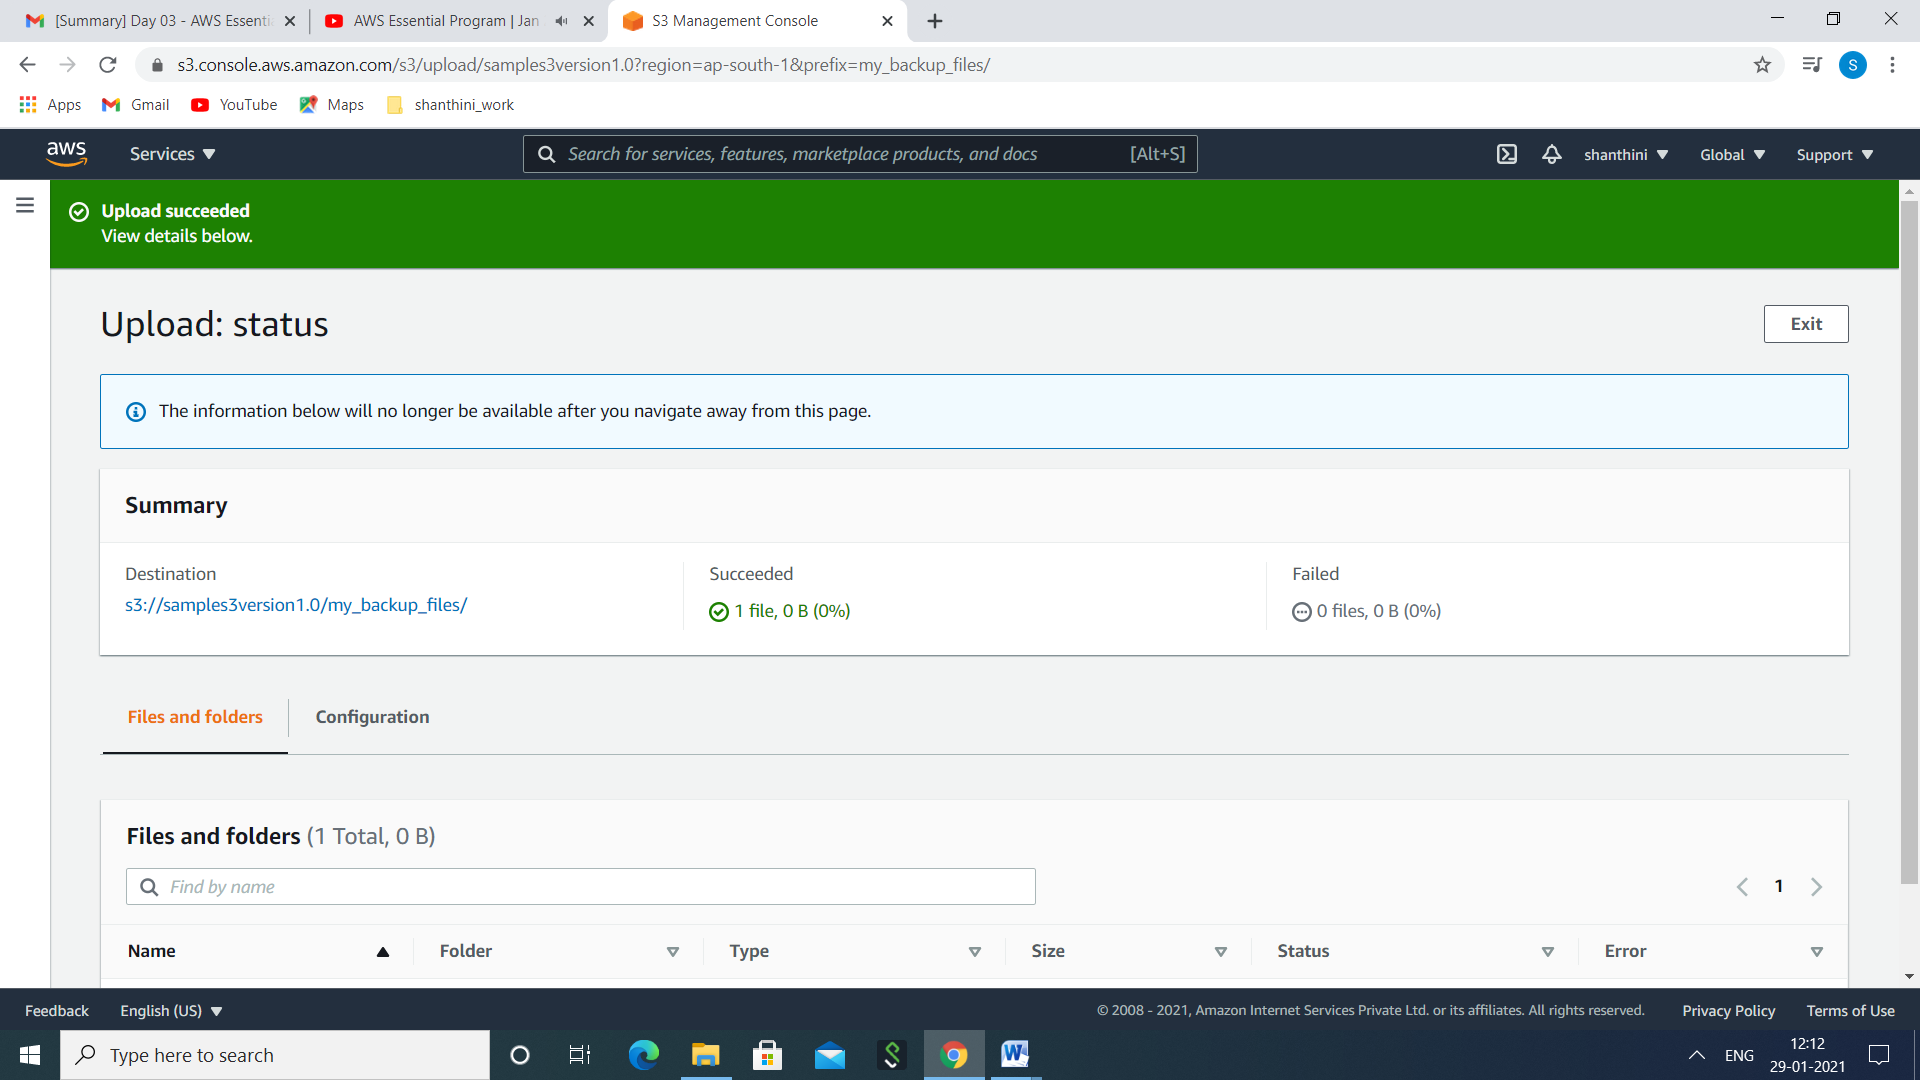 [Summary] Day 03 - AWS Essenti
AWS Essential Program | Jan
S3 Management Console
s3.console.aws.amazon.com/s3/upload/samples3version1.0?region=ap-south-1&prefix=my_backup_files/
S
Apps
Gmail
YouTube
Maps
shanthini_work
aws
Services
Search for services, features, marketplace products, and docs
[Alt+S]
shanthini
Global
Support
Upload succeeded
View details below.
Upload: status
Exit
The information below will no longer be available after you navigate away from this page.
Summary
Destination
s3://samples3version1.0/my_backup_files/
Succeeded
1 file, 0 B (0%)
Failed
0 files, 0 B (0%)
Files and folders
Configuration
Files and folders (1 Total, 0 B)
Find by name
1
Name
Folder
Type
Size
Status
Error
Feedback
English (US)
© 2008 - 2021, Amazon Internet Services Private Ltd. or its affiliates. All rights reserved.
Privacy Policy
Terms of Use
Type here to search
ENG
12:12
29-01-2021